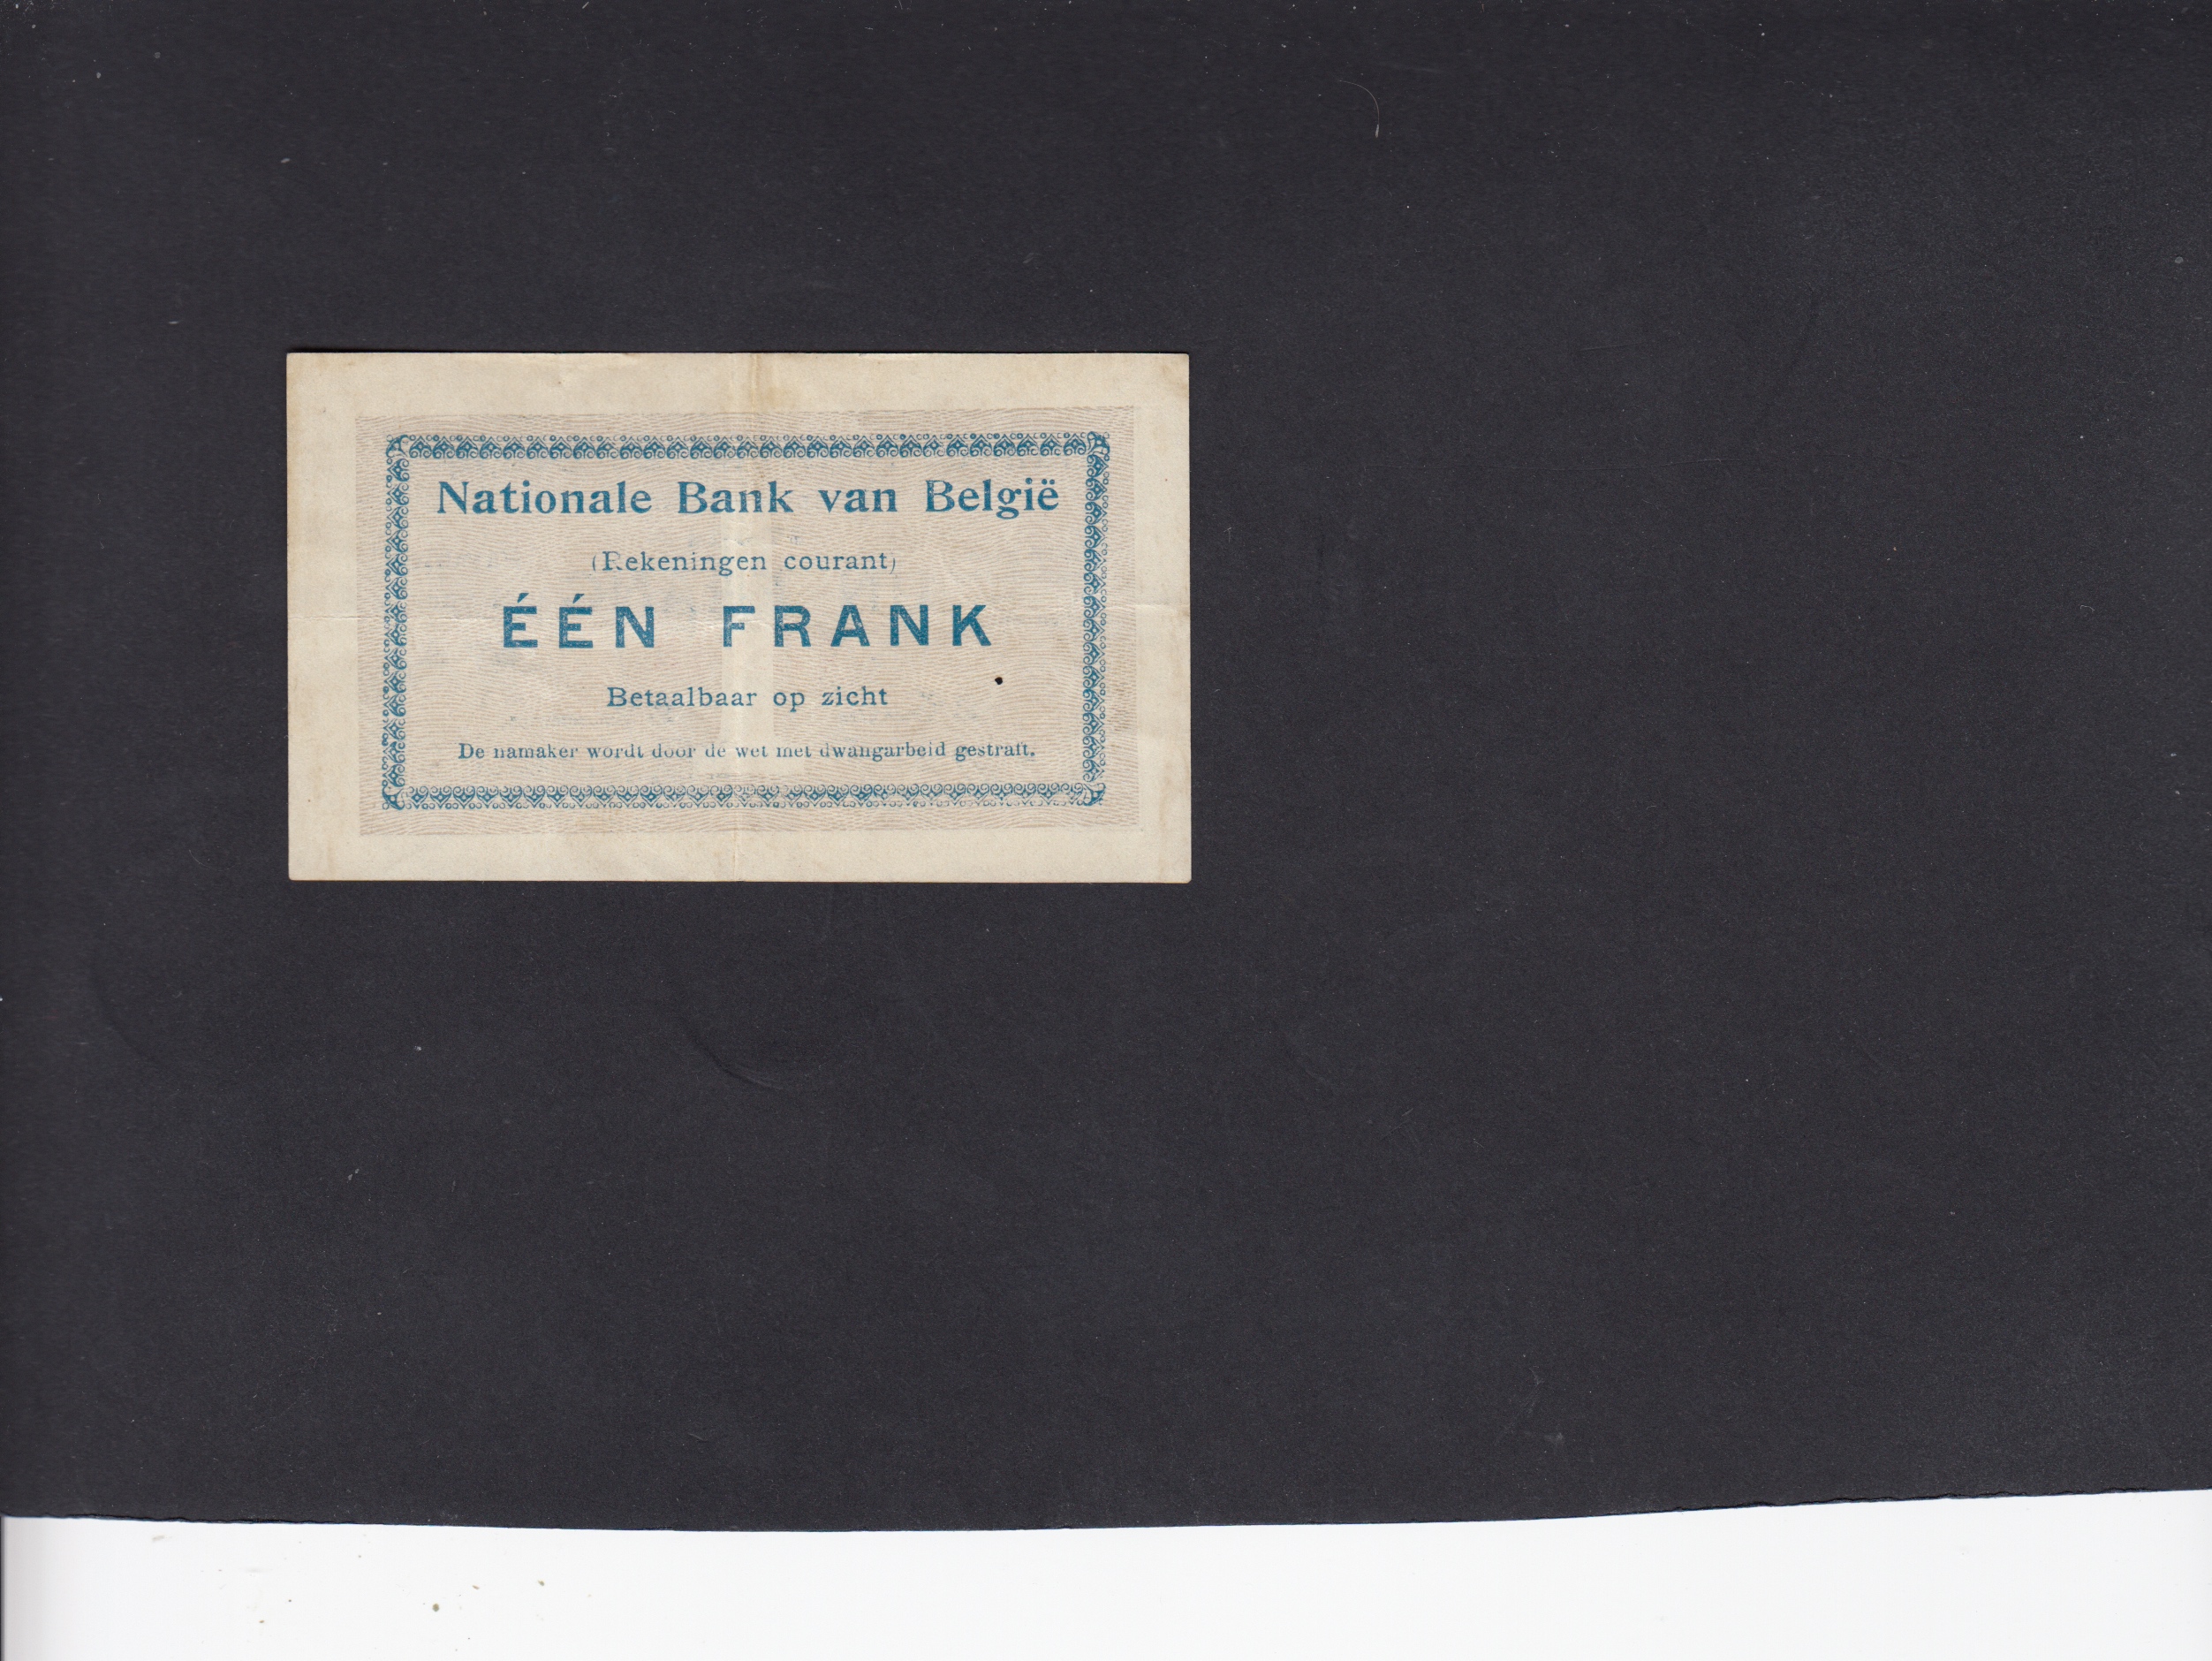 Nationale Bank van België
(Rekeningen courant)
ÉÉN FRANK
Betaalbaar op zicht
De namaker wordt door de wet met dwangarbeid gestraft.